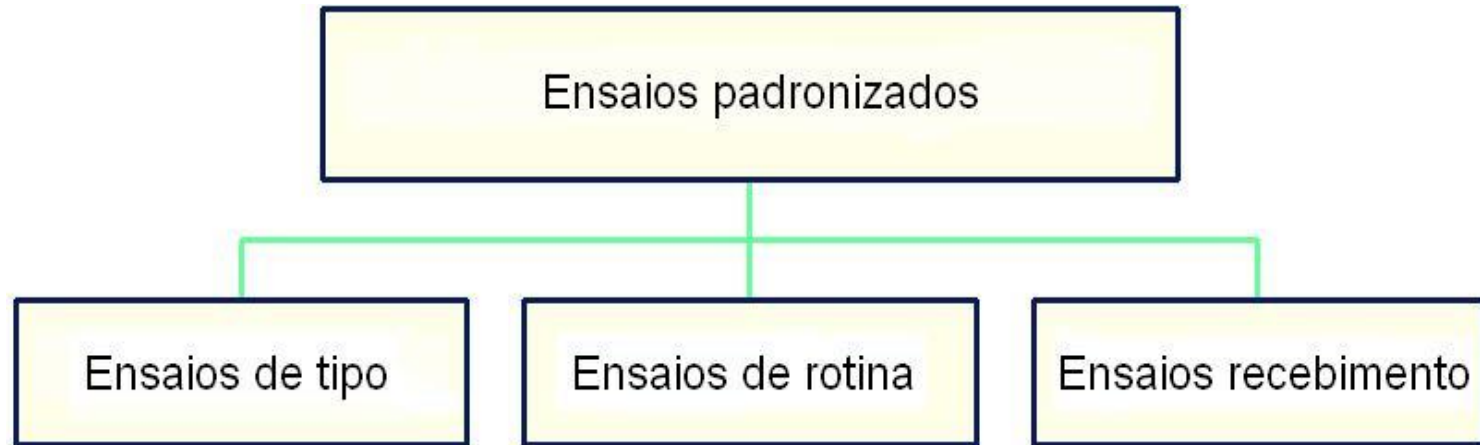 Ensaios padronizados
Ensaios de tipo
Ensaios de rotina
Ensaios recebimento